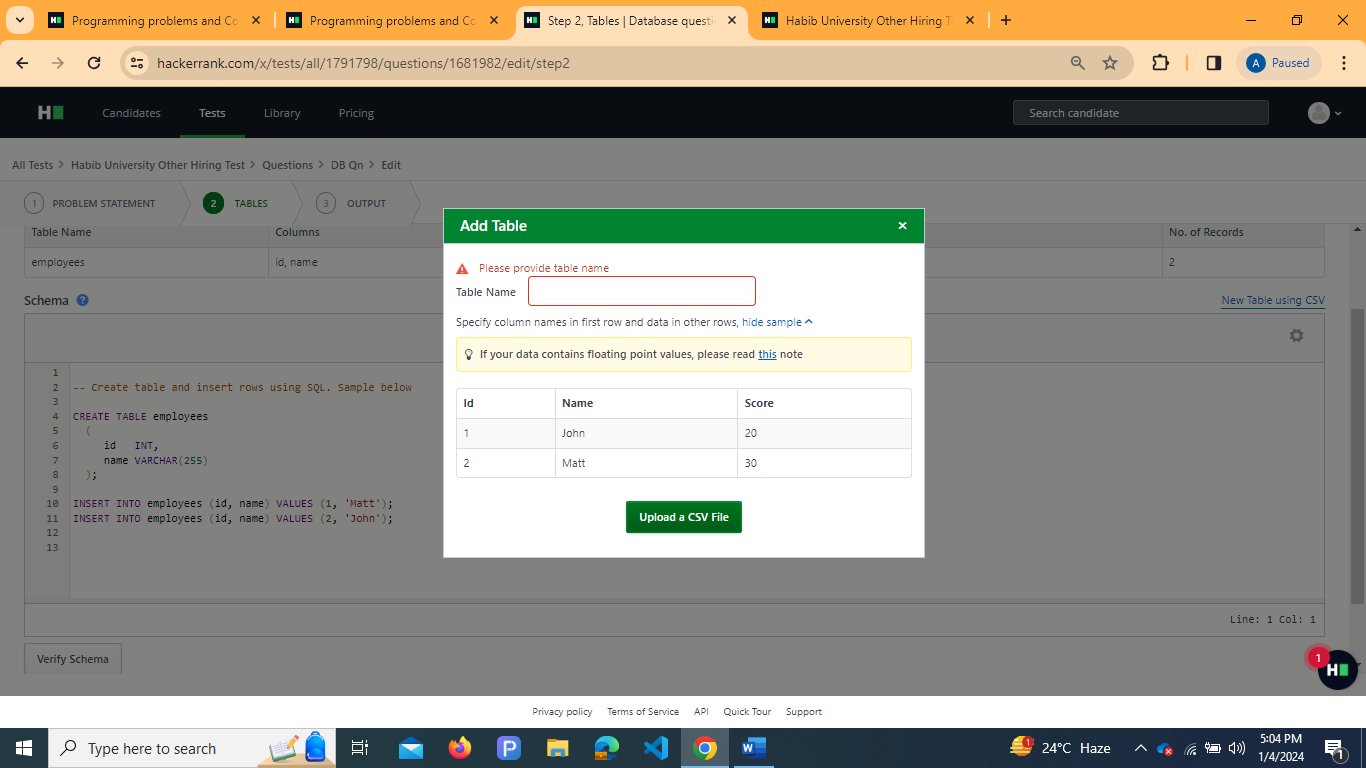 Programming problems and Co
Programming problems and Co
Step 2, Tables | Database questi
Habib University Other Hiring T
hackerrank.com/x/tests/all/1791798/questions/1681982/edit/step2
A Paused
H
Candidates Tests Library Pricing
Search candidate
All Tests > Habib University Other Hiring Test > Questions > DB Qn > Edit
1 PROBLEM STATEMENT
2 TABLES
3 OUTPUT
Table Name Columns No. of Records
employees id, name 2
Schema ?
New Table using CSV
1
2 -- Create table and insert rows using SQL. Sample below
3
4 CREATE TABLE employees
5 (
6 id INT,
7 name VARCHAR(255)
8 );
9
10 INSERT INTO employees (id, name) VALUES (1, 'Matt');
11 INSERT INTO employees (id, name) VALUES (2, 'John');
12
13
Line: 1 Col: 1
Verify Schema
Add Table
Please provide table name
Table Name
Specify column names in first row and data in other rows, hide sample
If your data contains floating point values, please read this note
Id Name Score
1 John 20
2 Matt 30
Upload a CSV File
1
H
Privacy policy Terms of Service API Quick Tour Support
Type here to search
24°C Haze
5:04 PM
1/4/2024
1